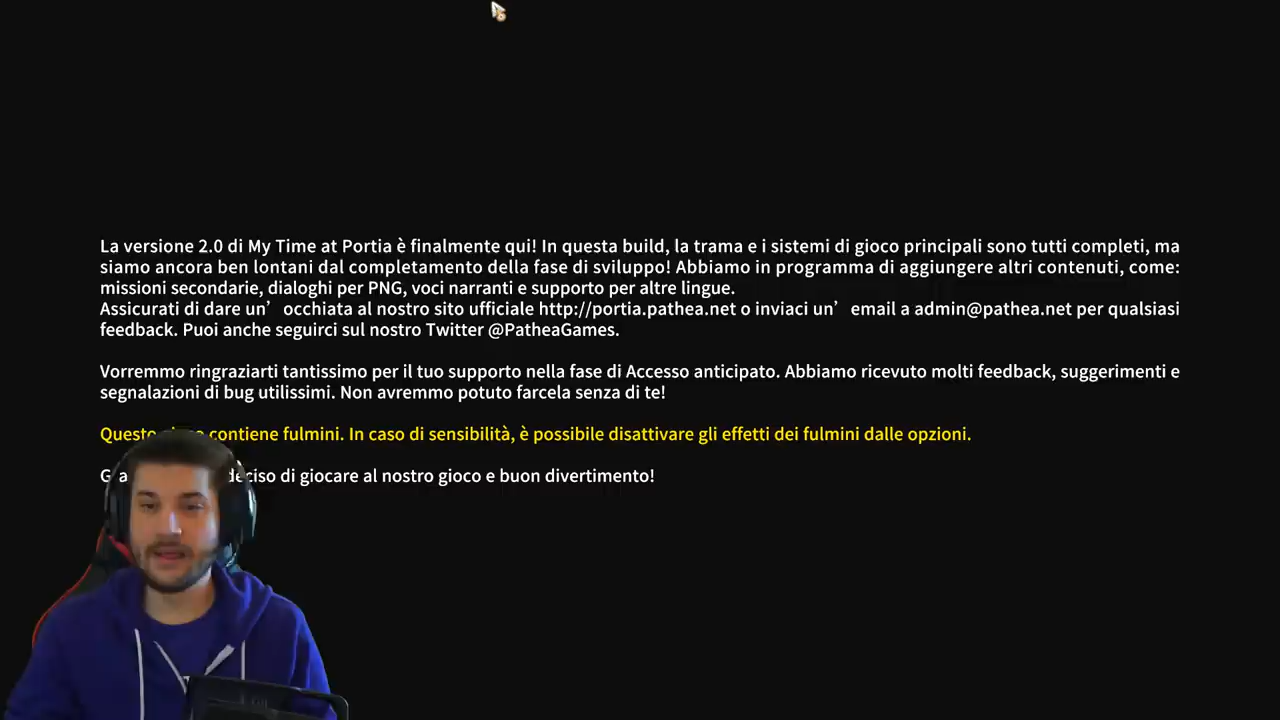 La versione 2.0 di My Time at Portia è finalmente qui! In questa build, la trama e i sistemi di gioco principali sono tutti completi, ma
siamo ancora ben lontani dal completamento della fase di sviluppo! Abbiamo in programma di aggiungere altri contenuti, come:
missioni secondarie, dialoghi per PNG, voci narranti e supporto per altre lingue.
Assicurati di dare un’occhiata al nostro sito ufficiale http://portia.pathea.net o inviaci un’email a admin@pathea.net per qualsiasi
feedback. Puoi anche seguirci sul nostro Twitter @PatheaGames.
Vorremmo ringraziarti tantissimo per il tuo supporto nella fase di Accesso anticipato. Abbiamo ricevuto molti feedback, suggerimenti e
segnalazioni di bug utilissimi. Non avremmo potuto farcela senza di te!
Questo contiene fulmini. In caso di sensibilità, è possibile disattivare gli effetti dei fulmini dalle opzioni.
deciso di giocare al nostro gioco e buon divertimento!